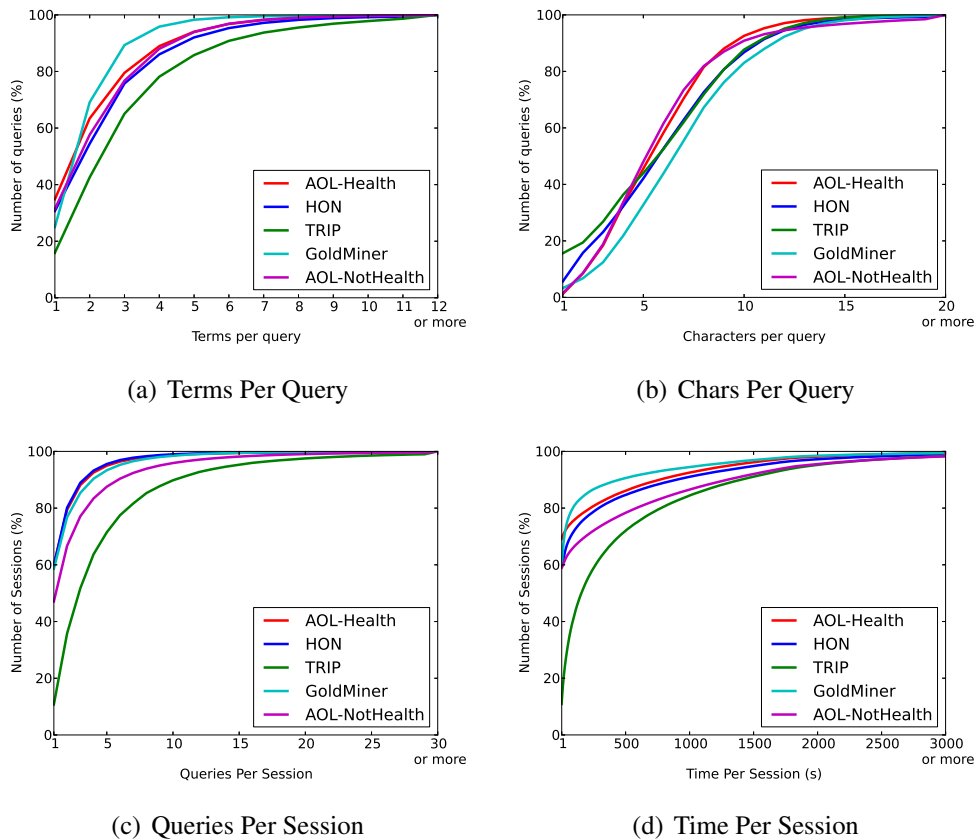 100
80
60
40
20
0
Number of queries (%)
AOL-Health
HON
TRIP
GoldMiner
AOL-NotHealth
1 2 3 4 5 6 7 8 9 10 11 12
or more
Terms per query
(a) Terms Per Query
100
80
60
40
20
0
Number of queries (%)
AOL-Health
HON
TRIP
GoldMiner
AOL-NotHealth
1 5 10 15 20
or more
Characters per query
(b) Chars Per Query
100
80
60
40
20
0
Number of Sessions (%)
AOL-Health
HON
TRIP
GoldMiner
AOL-NotHealth
1 5 10 15 20 25 30
or more
Queries Per Session
(c) Queries Per Session
100
80
60
40
20
0
Number of Sessions (%)
AOL-Health
HON
TRIP
GoldMiner
AOL-NotHealth
1 500 1000 1500 2000 2500 3000
or more
Time Per Session (s)
(d) Time Per Session